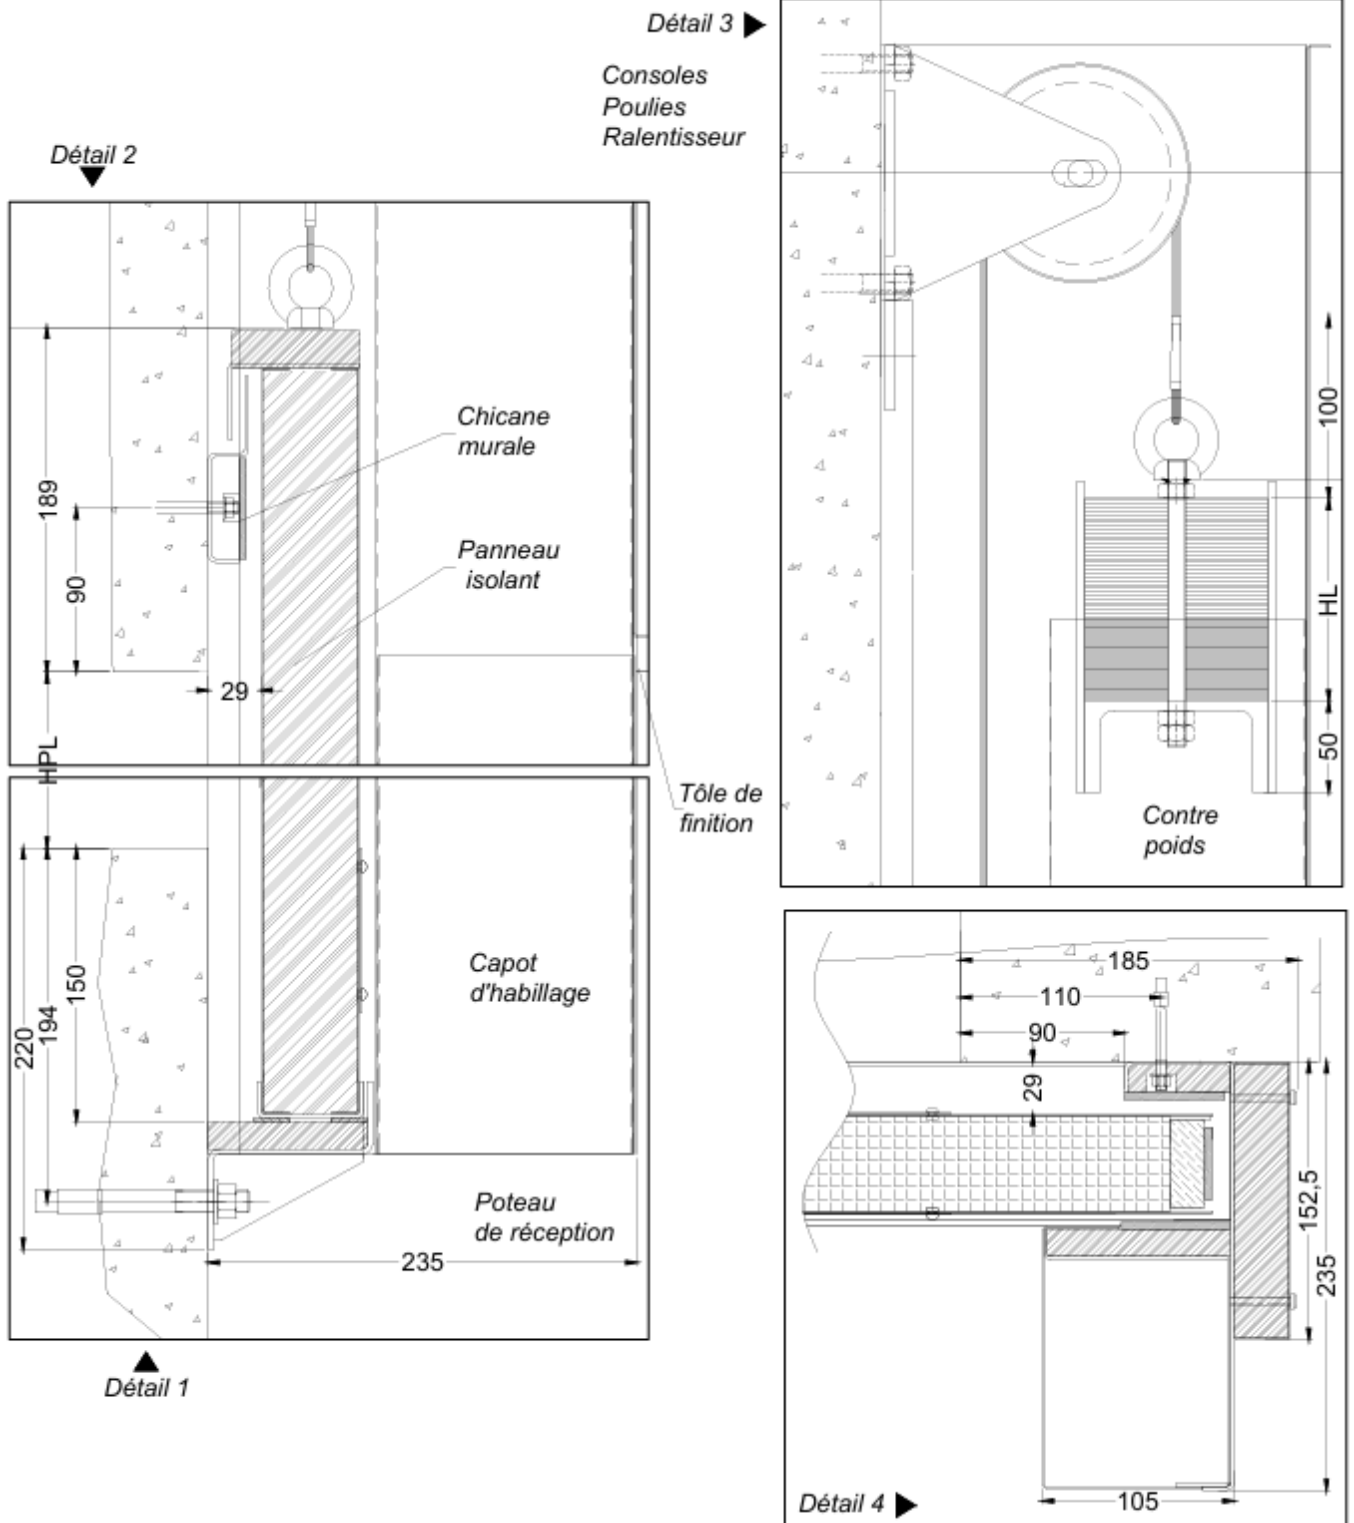 Détail 3
Consoles
Poulies
Ralentisseur
Détail 2
Chicane
murale
189
90
Panneau
isolant
29
HPL
Tôle de
finition
100
HL
50
Contre
poids
Capot
d'habillage
150
194
220
Poteau
de réception
235
Détail 1
185
110
90
29
152,5
235
105
Détail 4